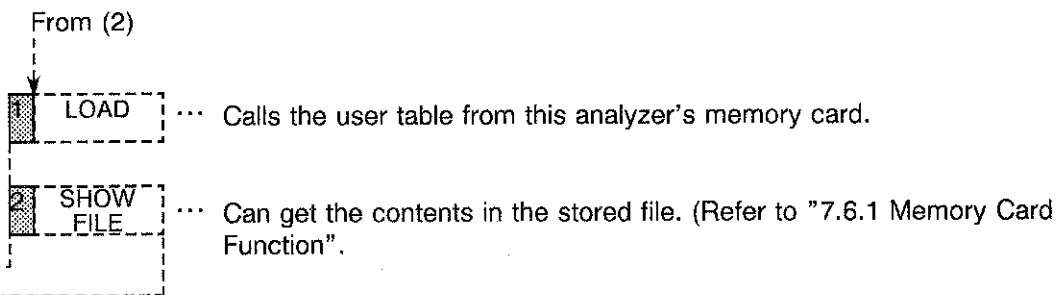 From (2)
1 LOAD ... Calls the user table from this analyzer's memory card.
2 SHOW FILE ... Can get the contents in the stored file. (Refer to "7.6.1 Memory Card
Function".